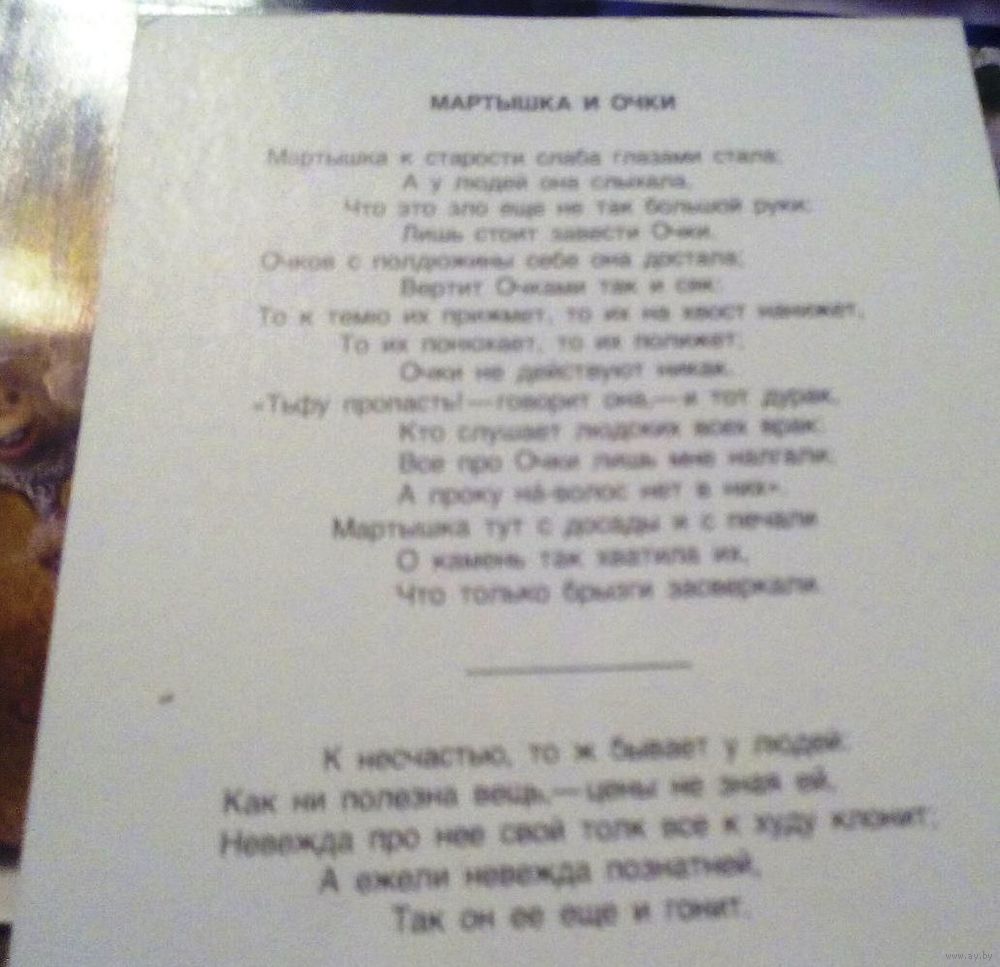 МАРТЫШКА И ОЧКИ
Мартышка к старости слаба глазами стала;
А у людей она слыхала,
Что это зло еще не так большой руки:
Лишь стоит завести Очки.
Очков с полдюжины себе она достала;
Вертит Очками так и сяк:
То к темю их прижмет, то их на хвост нанижет,
То их понюхает, то их полижет;
Очки не действуют никак.
«Тьфу пропасть! — говорит она, — и тот дурак,
Кто слушает людских всех врак:
Все про Очки лишь мне налгали;
А проку на́-волос нет в них».
Мартышка тут с досады и с печали
О камень так хватила их,
Что только брызги засверкали.
К несчастью, то ж бывает у людей:
Как ни полезна вещь, — цены не зная ей,
Невежда про нее свой толк все к худу клонит;
А ежели невежда познатней,
Так он ее еще и гонит.
www.ay.by